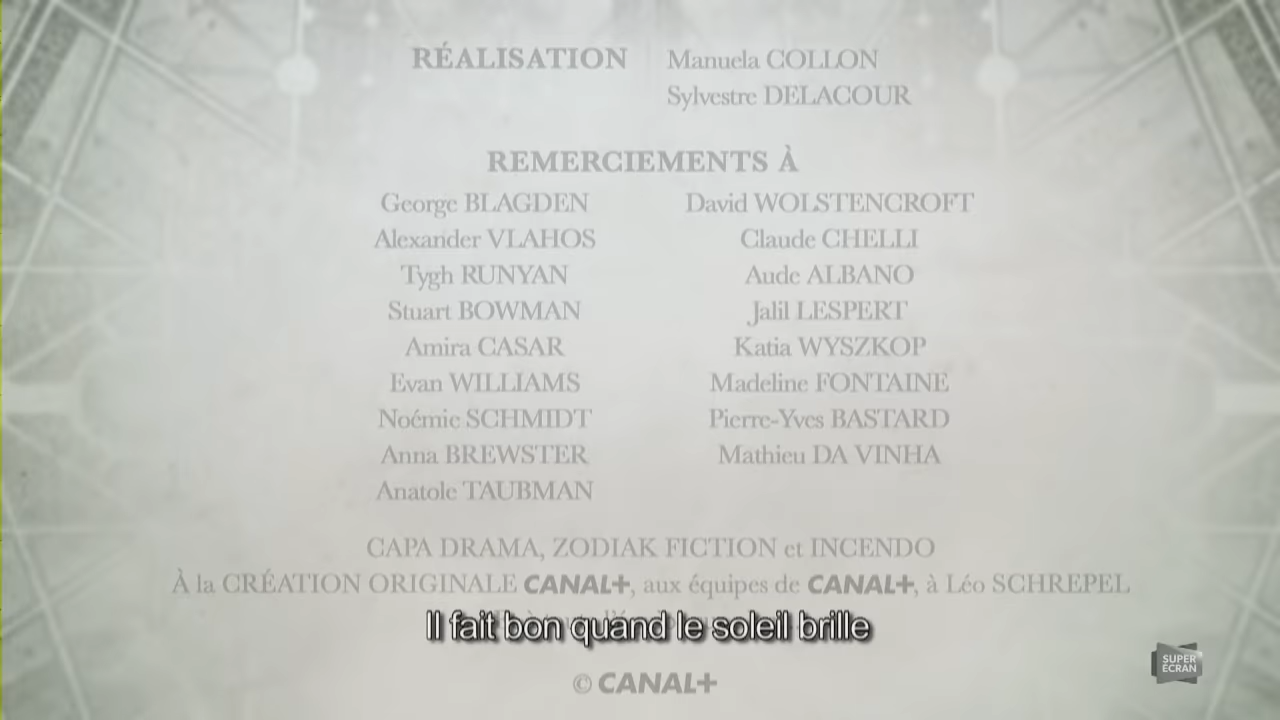 RÉALISATION Manuela COLLON
Sylvestre DELACOUR
REMERCIEMENTS À
George BLAGDEN David WOLSTENCROFT
Alexander VLAHOS Claude CHELLI
Tygh RUNYAN Aude ALBANO
Stuart BOWMAN Jalil LESPERT
Amira CASAR Katia WYSZKOP
Evan WILLIAMS Madeline FONTAINE
Noémie SCHMIDT Pierre-Yves BASTARD
Anna BREWSTER Mathieu DA VINHA
Anatole TAUBMAN
CAPA DRAMA, ZODIAK FICTION et INCENDO
À la CRÉATION ORIGINALE CANAL+, aux équipes de CANAL+, à Léo SCHREPEL
Il fait bon quand le soleil brille
SUPER
ÉCRAN
© CANAL+